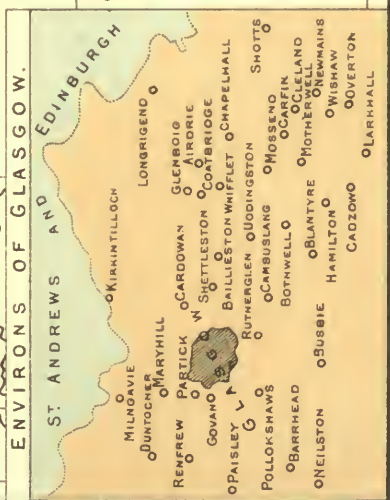 ENVIRONS OF GLASGOW.
ST. ANDREWS AND EDINBURGH
KIRKINTILLOCH
MILNGAVIE
LONGRIGEND
DUNTOCHER
MARYHILL
GLENBOIG
RENFREW
PARTICK
CARDOWAN
AIRDRIE
SHETTLESTON
COATBRIDGE
GOVAN
GLASGOW
BAILLIESTON
WHIFFLET
CHAPELHALL
PAISLEY
RUTHERGLEN
UDDINGSTON
SHOTTS
POLLOKSHAWS
CAMBUSLANG
MOSSEND
CARFIN
BOTHWELL
CLELAND
BARRHEAD
MOTHERWELL
BLANTYRE
NEWMAINS
NEILSTON
BUSBIE
HAMILTON
WISHAW
CADZOW
OVERTON
LARKHALL